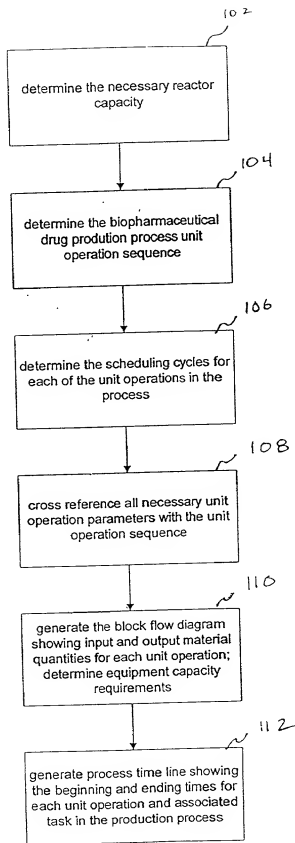 102
determine the necessary reactor
capacity
104
determine the biopharmaceutical
drug prodution process unit
operation sequence
106
determine the scheduling cycles for
each of the unit operations in the
process
108
cross reference all necessary unit
operation parameters with the unit
operation sequence
110
generate the block flow diagram
showing input and output material
quantities for each unit operation;
determine equipment capacity
requirements
112
generate process time line showing
the beginning and ending times for
each unit operation and associated
task in the production process